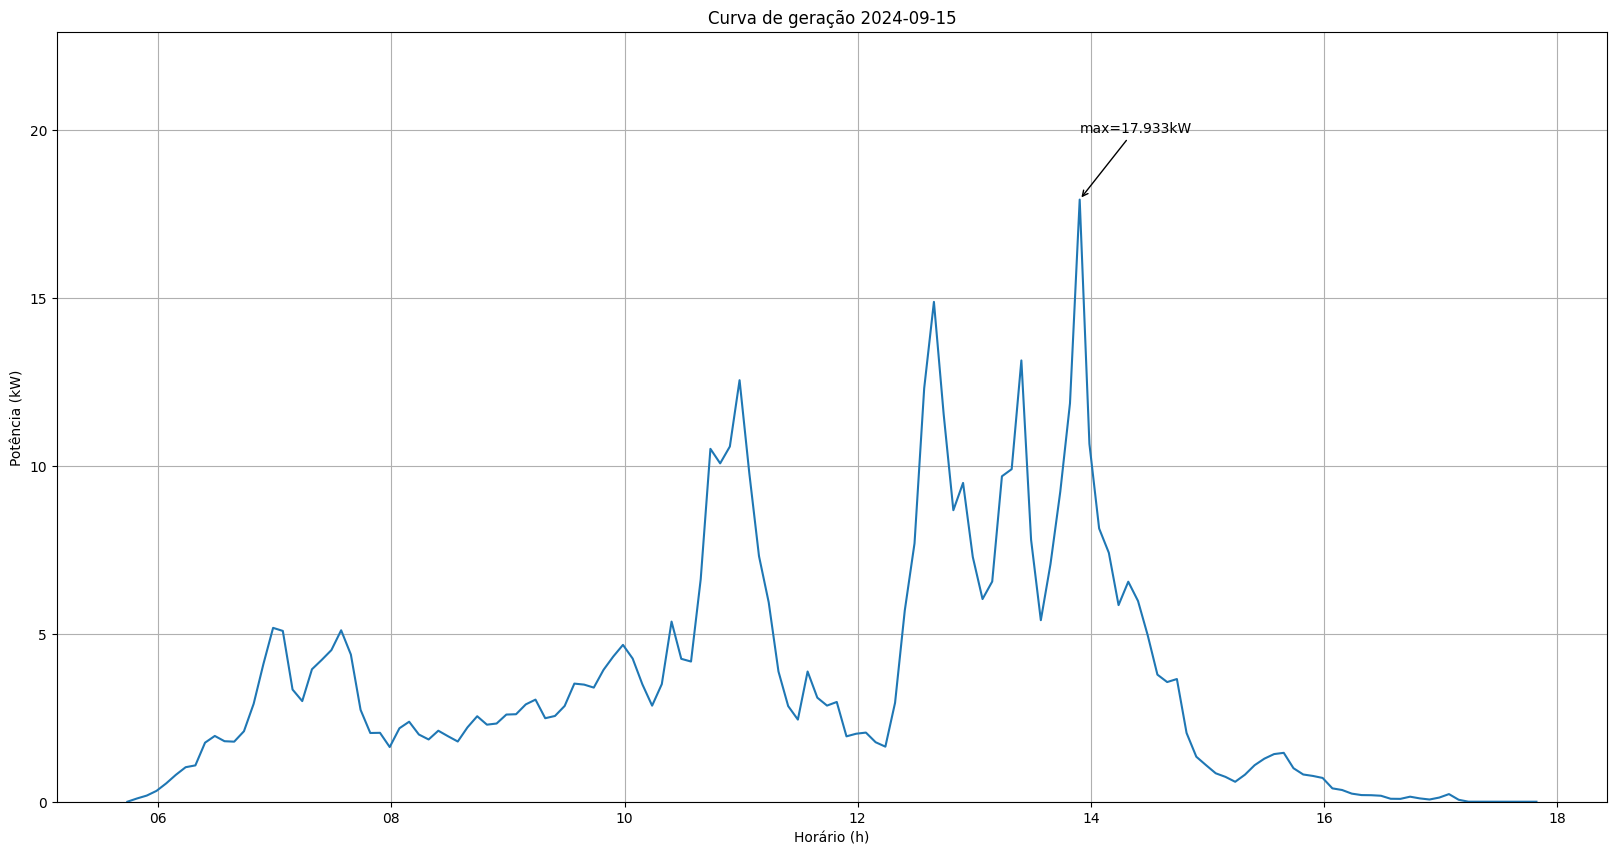 Curva de geração 2024-09-15
max=17.933kW
Potência (kW)
20
15
10
5
0
06 08 10 12 14 16 18
Horário (h)